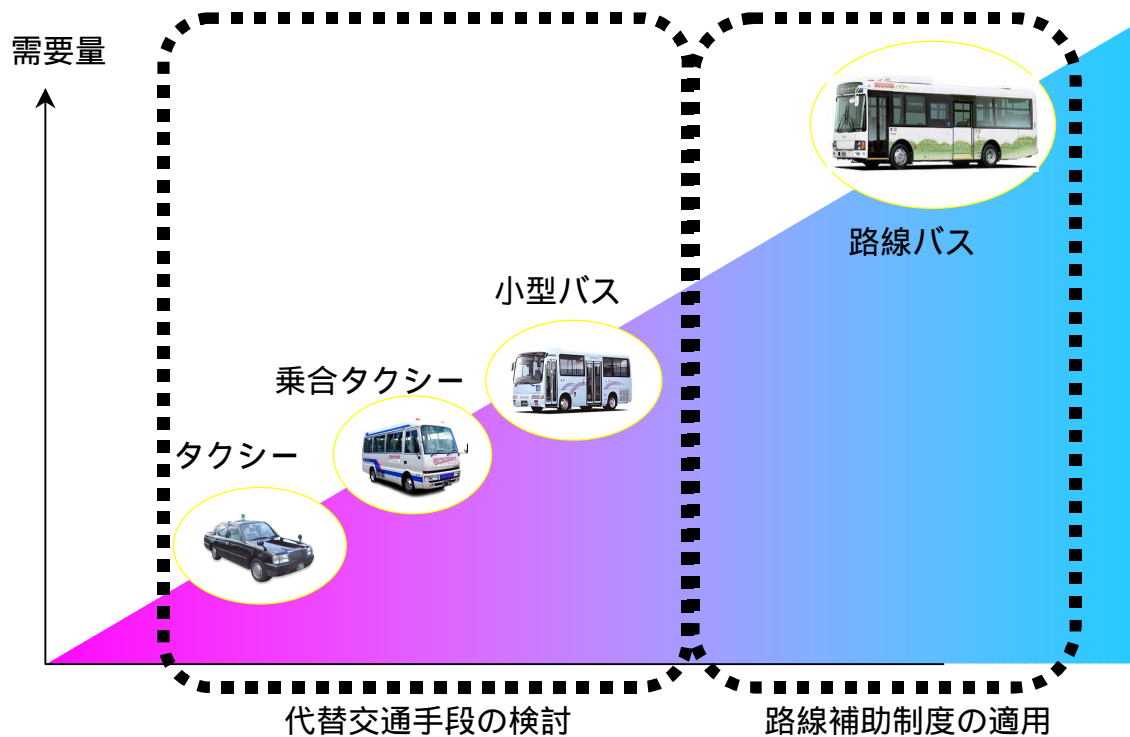 需要量
路線バス
小型バス
乗合タクシー
タクシー
代替交通手段の検討
路線補助制度の適用